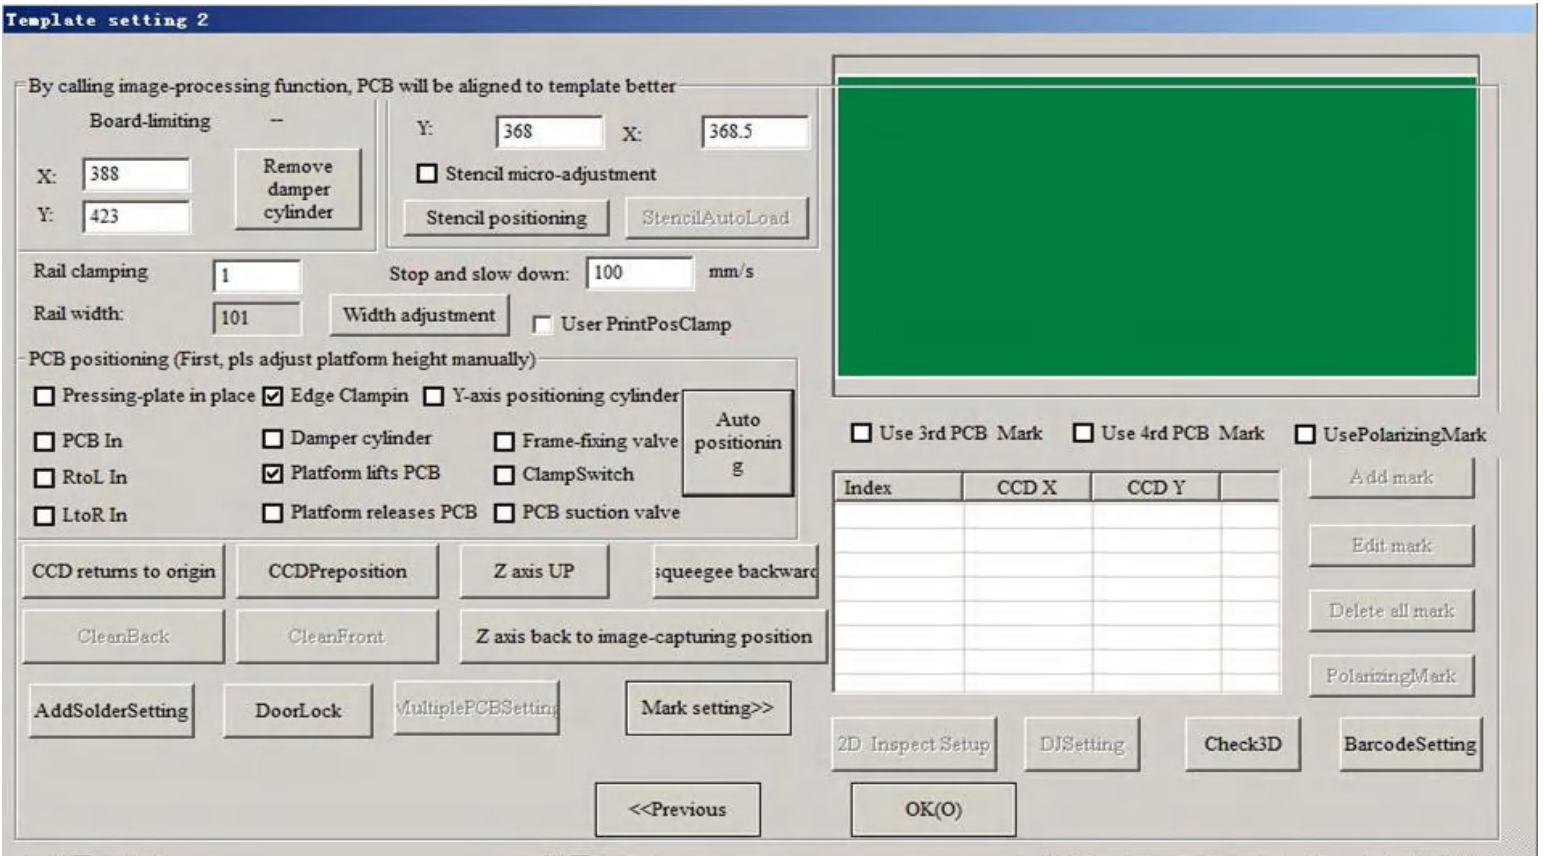 Template setting 2
By calling image-processing function, PCB will be aligned to template better
Board-limiting --
X: 388
Y: 423
Remove
damper
cylinder
Y: 368 X: 368.5
Stencil micro-adjustment
Stencil positioning StencilAutoLoad
Rail clamping 1 Stop and slow down: 100 mm/s
Rail width: 101 Width adjustment User PrintPosClamp
PCB positioning (First, pls adjust platform height manually)
Pressing-plate in place Edge Clampin Y-axis positioning cylinder
PCB In Damper cylinder Frame-fixing valve
RtoL In Platform lifts PCB ClampSwitch
LtoR In Platform releases PCB PCB suction valve
Auto
positionin
g
CCD returns to origin CCDPreposition Z axis UP squeegee backward
CleanBack CleanFront Z axis back to image-capturing position
AddSolderSetting DoorLock MultiplePCBSetting Mark setting>>
Use 3rd PCB Mark Use 4rd PCB Mark UsePolarizingMark
Index CCD X CCD Y
Add mark
Edit mark
Delete all mark
PolarizingMark
2D Inspect Setup DJSetting Check3D BarcodeSetting
<<Previous OK(O)